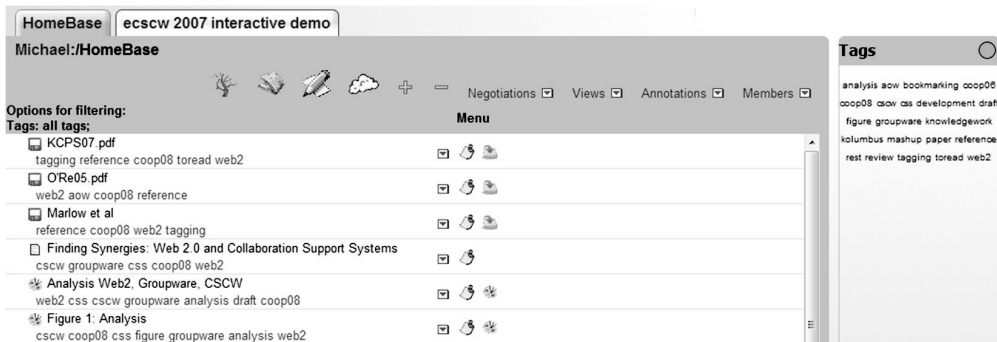 HomeBase ecscw 2007 interactive demo
Michael:/HomeBase
Negotiations Views Annotations Members
Options for filtering:
Tags: all tags;
Menu
KCPS07.pdf
tagging reference coop08 toread web2
O'Re05.pdf
web2 aow coop08 reference
Marlow et al
reference coop08 web2 tagging
Finding Synergies: Web 2.0 and Collaboration Support Systems
cscw groupware css coop08 web2
Analysis Web2, Groupware, CSCW
web2 css cscw groupware analysis draft coop08
Figure 1: Analysis
cscw coop08 css figure groupware analysis web2
Tags
analysis aow bookmarking coop06
coop08 cscw css development draft
figure groupware knowledgework
kolumbus mashup paper reference
rest review tagging toread web2